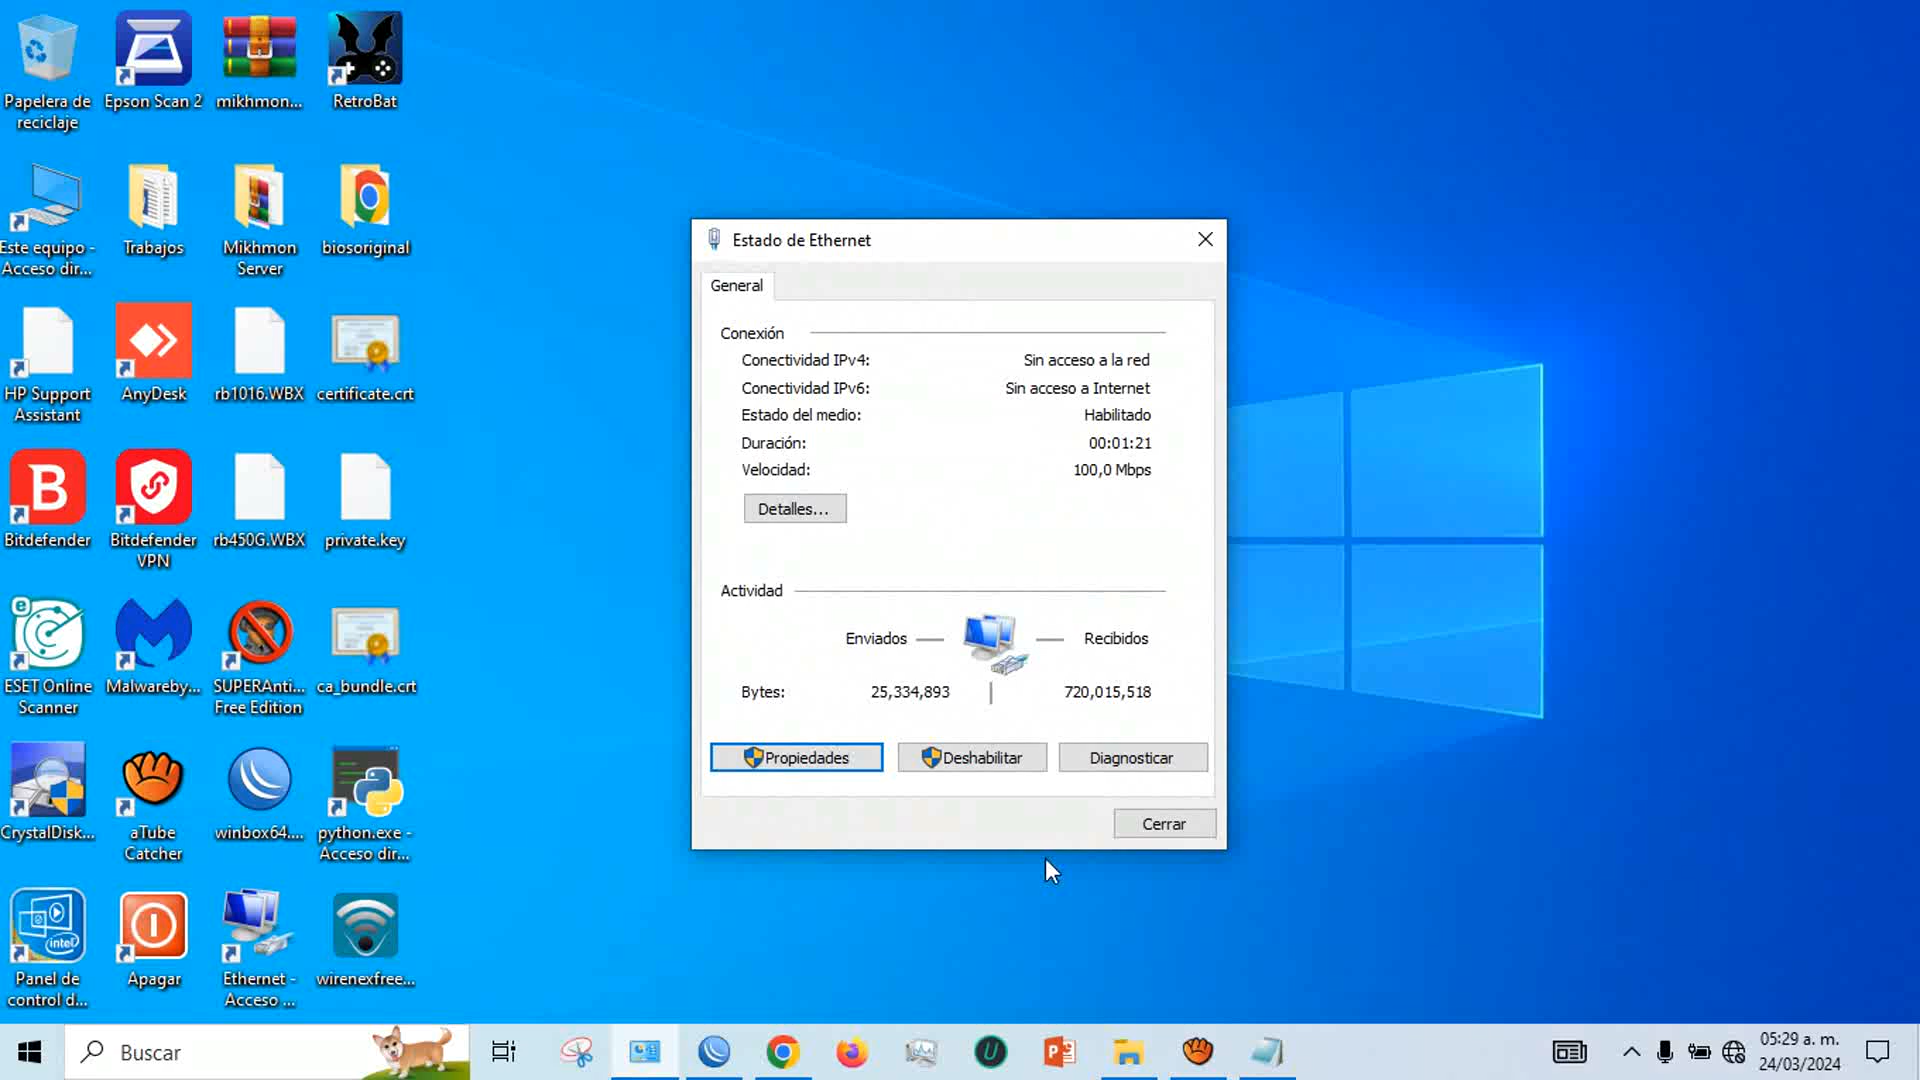 Papelera de
reciclaje
Epson Scan 2
mikhmon...
RetroBat
Este equipo -
Acceso dir...
Trabajos
Mikhmon
Server
biosoriginal
HP Support
Assistant
AnyDesk
rb1016.WBX
certificate.crt
Bitdefender
Bitdefender
VPN
rb450G.WBX
private.key
ESET Online
Scanner
Malwareby...
SUPERAnti...
Free Edition
ca_bundle.crt
CrystalDisk...
aTube
Catcher
winbox64....
python.exe -
Acceso dir...
intel
Panel de
control d...
Apagar
Ethernet -
Acceso ...
wirenexfree...
Estado de Ethernet
General
Conexión
Conectividad IPv4: Sin acceso a la red
Conectividad IPv6: Sin acceso a Internet
Estado del medio: Habilitado
Duración: 00:01:21
Velocidad: 100,0 Mbps
Detalles...
Actividad
Enviados — Recibidos
Bytes: 25,334,893 | 720,015,518
Propiedades
Deshabilitar
Diagnosticar
Cerrar
Buscar
05:29 a. m.
24/03/2024